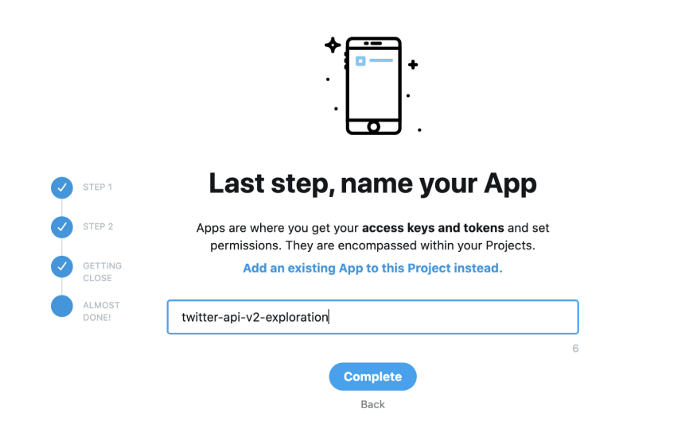 Last step, name your App
STEP 1
STEP 2
GETTING
CLOSE
ALMOST
DONE!
Apps are where you get your access keys and tokens and set
permissions. They are encompassed within your Projects.
Add an existing App to this Project instead.
twitter-api-v2-exploration
6
Complete
Back